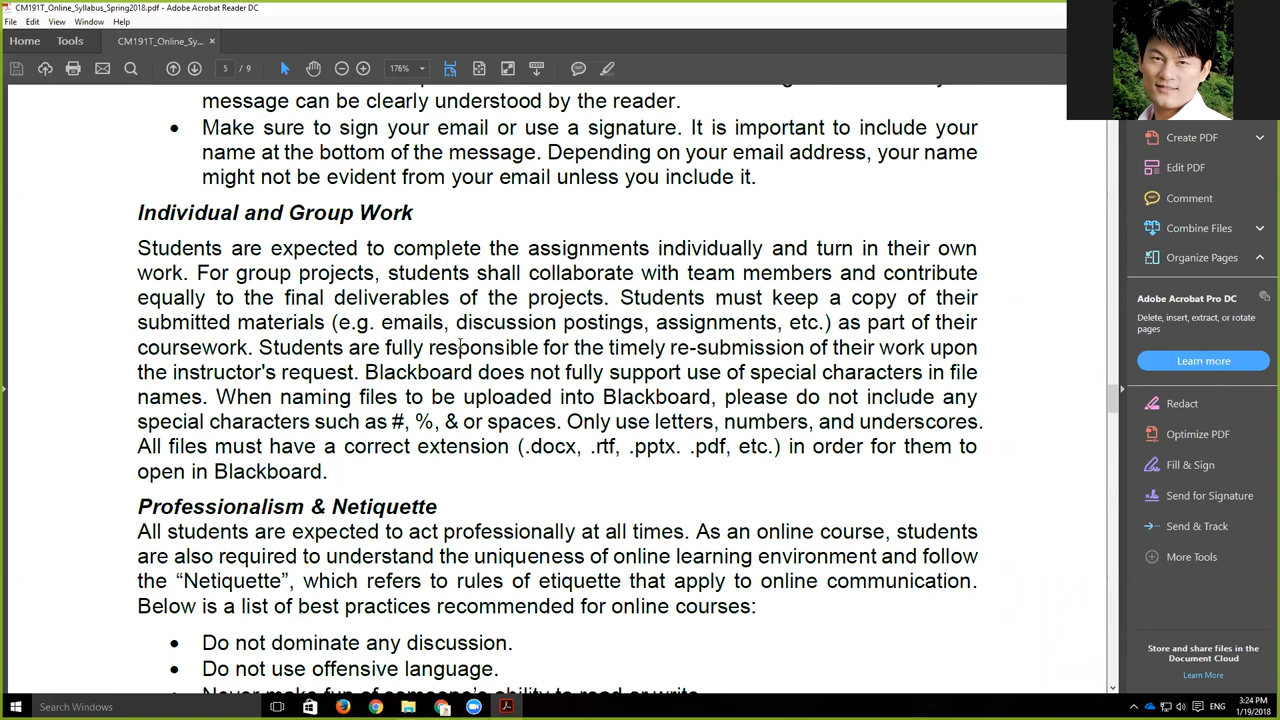 CM191T_Online_Syllabus_Spring2018.pdf - Adobe Acrobat Reader DC
File Edit View Window Help
Home Tools CM191T_Online_Sy... ×
5 / 9 176%
message can be clearly understood by the reader.
• Make sure to sign your email or use a signature. It is important to include your
name at the bottom of the message. Depending on your email address, your name
might not be evident from your email unless you include it.
Individual and Group Work
Students are expected to complete the assignments individually and turn in their own
work. For group projects, students shall collaborate with team members and contribute
equally to the final deliverables of the projects. Students must keep a copy of their
submitted materials (e.g. emails, discussion postings, assignments, etc.) as part of their
coursework. Students are fully responsible for the timely re-submission of their work upon
the instructor's request. Blackboard does not fully support use of special characters in file
names. When naming files to be uploaded into Blackboard, please do not include any
special characters such as #, %, & or spaces. Only use letters, numbers, and underscores.
All files must have a correct extension (.docx, .rtf, .pptx. .pdf, etc.) in order for them to
open in Blackboard.
Professionalism & Netiquette
All students are expected to act professionally at all times. As an online course, students
are also required to understand the uniqueness of online learning environment and follow
the “Netiquette”, which refers to rules of etiquette that apply to online communication.
Below is a list of best practices recommended for online courses:
• Do not dominate any discussion.
• Do not use offensive language.
Never make fun of someone's ability to read or write.
Create PDF
Edit PDF
Comment
Combine Files
Organize Pages
Adobe Acrobat Pro DC
Delete, insert, extract, or rotate
pages
Learn more
Redact
Optimize PDF
Fill & Sign
Send for Signature
Send & Track
More Tools
Store and share files in the
Document Cloud
Learn More
Search Windows
ENG
3:24 PM
1/19/2018